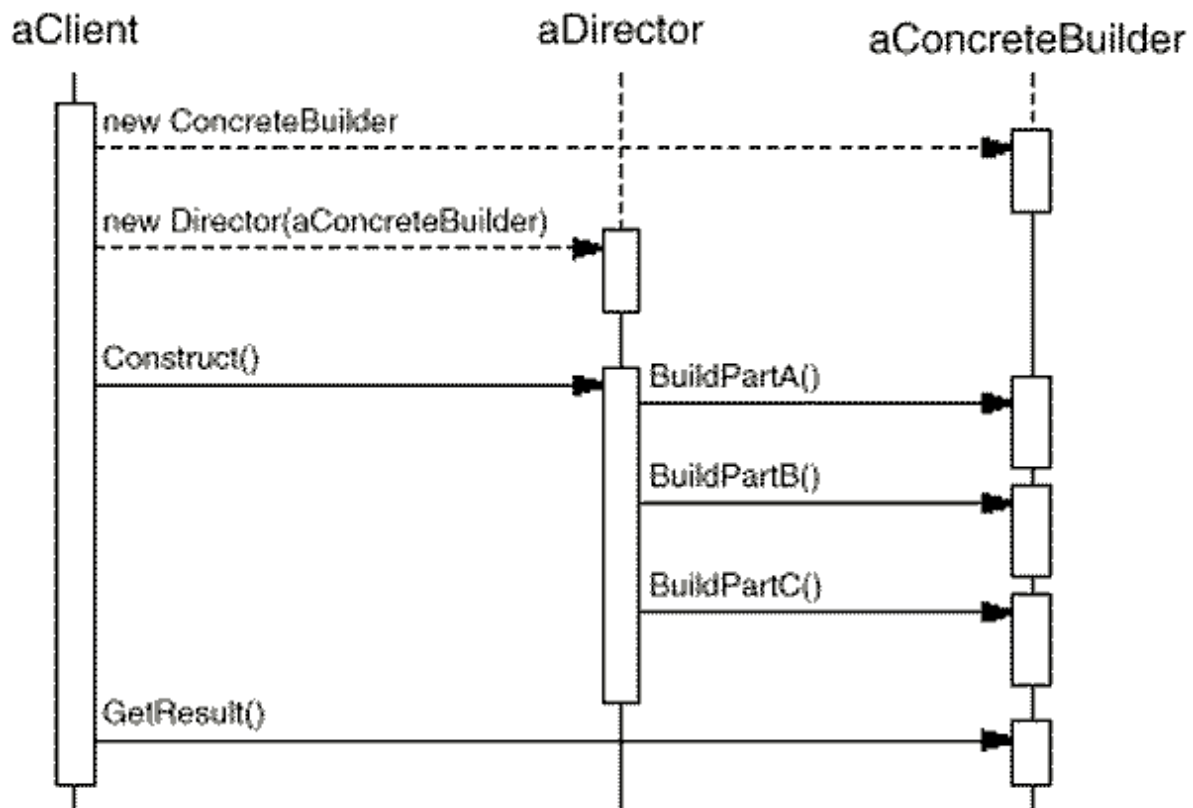 aClient
aDirector
aConcreteBuilder
new ConcreteBuilder
new Director(aConcreteBuilder)
Construct()
BuildPartA()
BuildPartB()
BuildPartC()
GetResult()